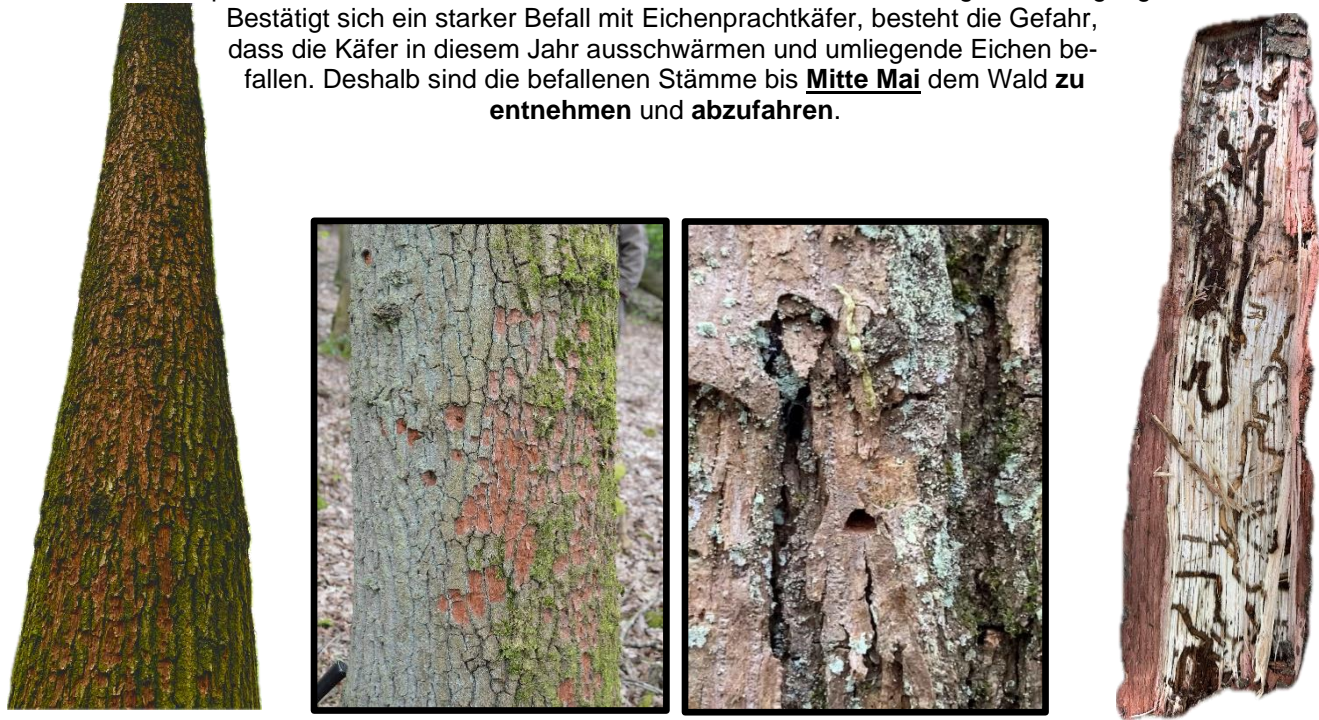 Bestätigt sich ein starker Befall mit Eichenprachtkäfer, besteht die Gefahr,
dass die Käfer in diesem Jahr ausschwärmen und umliegende Eichen be-
fallen. Deshalb sind die befallenen Stämme bis Mitte Mai dem Wald zu
entnehmen und abzufahren.